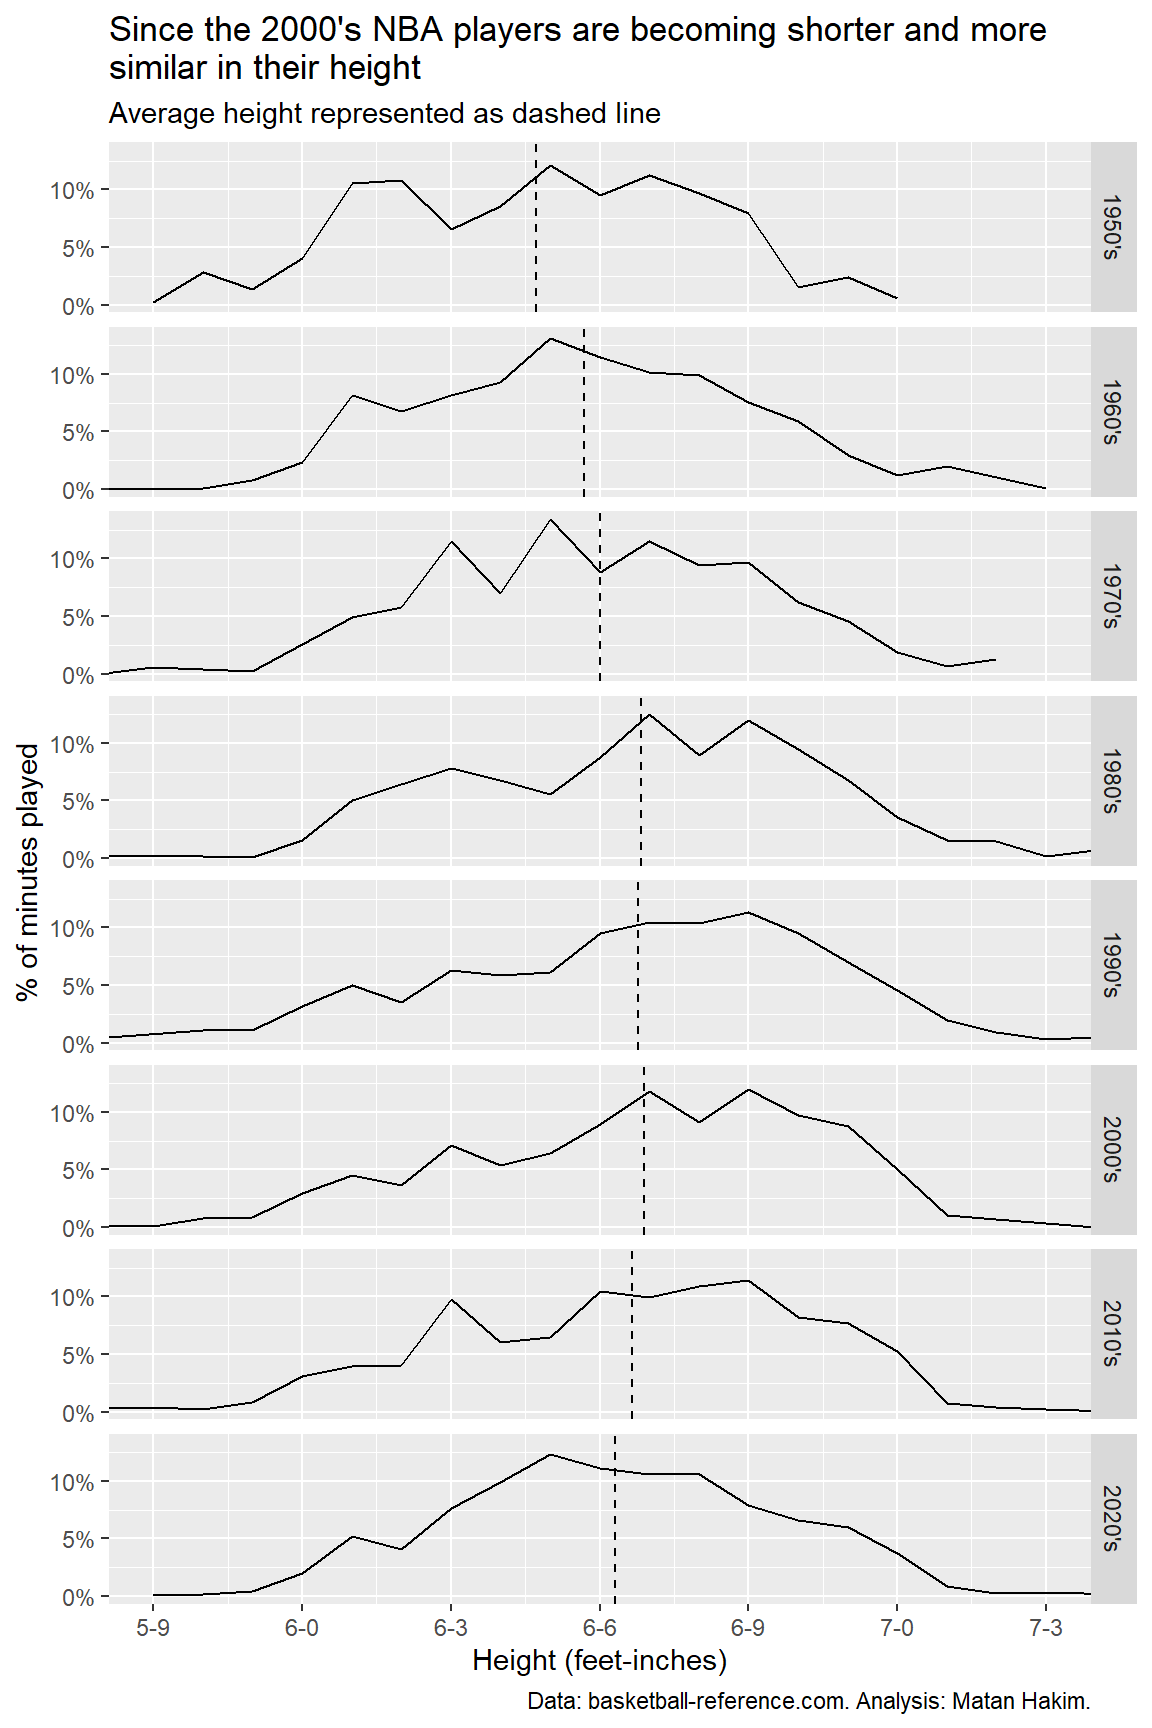 Since the 2000's NBA players are becoming shorter and more
similar in their height
Average height represented as dashed line
% of minutes played
10%
5%
0%
1950's
10%
5%
0%
1960's
10%
5%
0%
1970's
10%
5%
0%
1980's
10%
5%
0%
1990's
10%
5%
0%
2000's
10%
5%
0%
2010's
10%
5%
0%
2020's
5-9 6-0 6-3 6-6 6-9 7-0 7-3
Height (feet-inches)
Data: basketball-reference.com. Analysis: Matan Hakim.